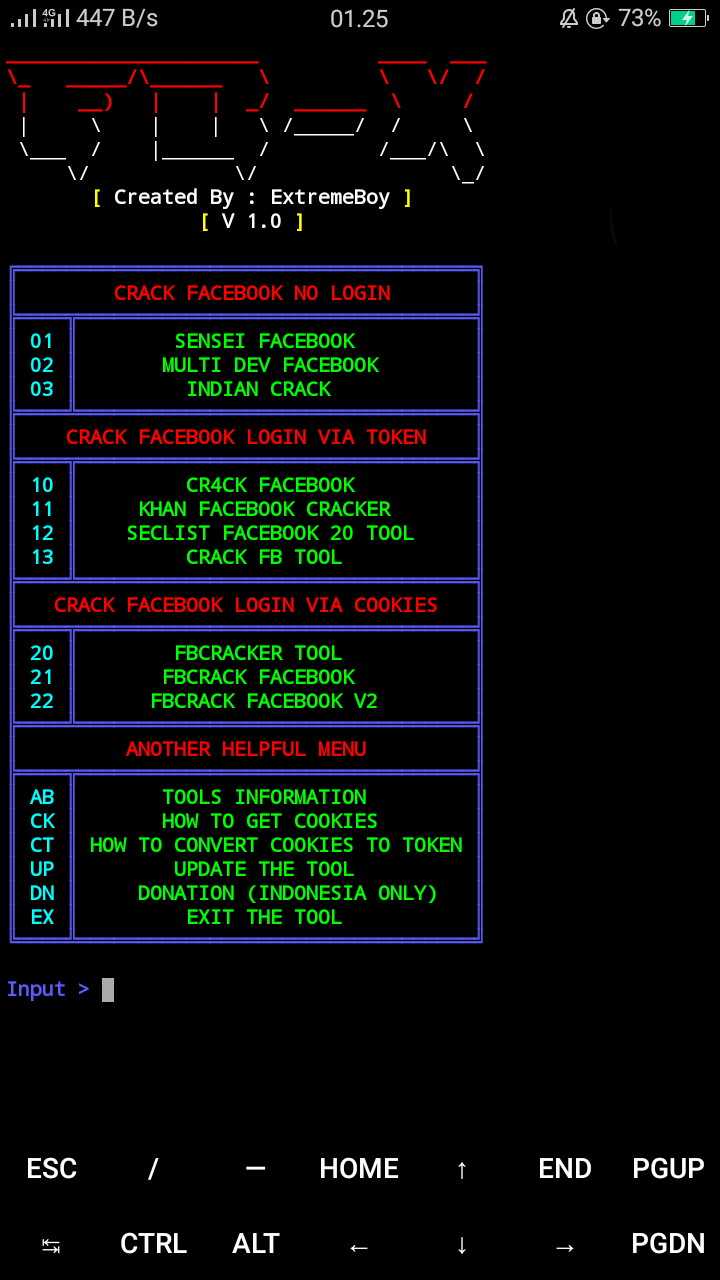 4G 447 B/s 01.25 73%
[ Created By : ExtremeBoy ]
[ V 1.0 ]
CRACK FACEBOOK NO LOGIN
01 SENSEI FACEBOOK
02 MULTI DEV FACEBOOK
03 INDIAN CRACK
CRACK FACEBOOK LOGIN VIA TOKEN
10 CR4CK FACEBOOK
11 KHAN FACEBOOK CRACKER
12 SECLIST FACEBOOK 20 TOOL
13 CRACK FB TOOL
CRACK FACEBOOK LOGIN VIA COOKIES
20 FBCRACKER TOOL
21 FBCRACK FACEBOOK
22 FBCRACK FACEBOOK V2
ANOTHER HELPFUL MENU
AB TOOLS INFORMATION
CK HOW TO GET COOKIES
CT HOW TO CONVERT COOKIES TO TOKEN
UP UPDATE THE TOOL
DN DONATION (INDONESIA ONLY)
EX EXIT THE TOOL
Input >
ESC / — HOME ↑ END PGUP
↹ CTRL ALT ← ↓ → PGDN